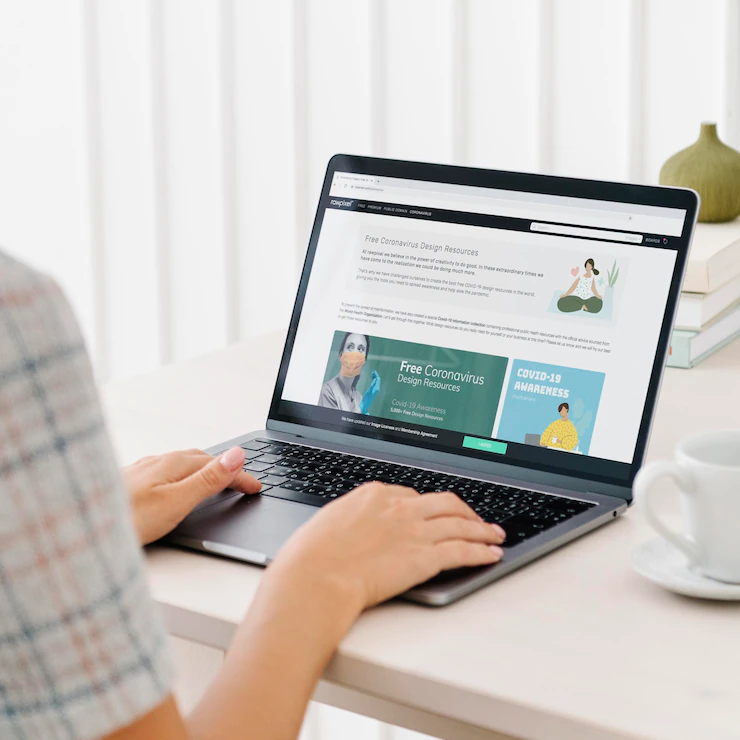 rawpixel FREE PREMIUM PUBLIC DOMAIN CORONAVIRUS
BOARDS
Free Coronavirus Design Resources
At rawpixel we believe in the power of creativity to do good. In these extraordinary times we
have come to the realisation we could be doing much more.
That's why we have challenged ourselves to create the best free COVID-19 design resources in the world,
giving you the tools you need to spread awareness and help slow the pandemic.
Free Coronavirus
Design Resources
Covid-19 Awareness
5,000+ Free Design Resources
COVID-19
AWARENESS
We have updated our Image Licenses and Membership Agreement
I AGREE